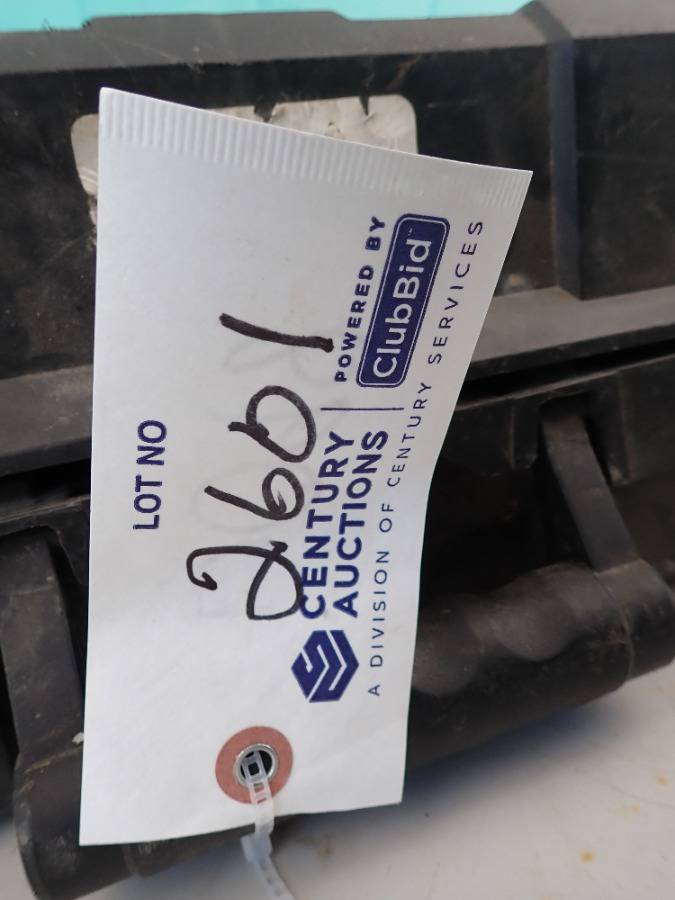 LOT NO
2601
CENTURY
AUCTIONS
POWERED BY
ClubBid
A DIVISION OF CENTURY SERVICES